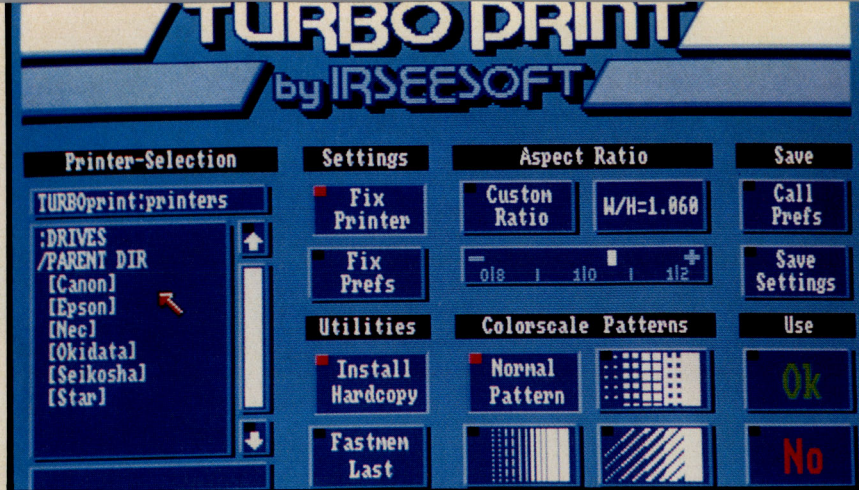 TURBO PRINT
by IRSEESOFT
Printer-Selection
TURBOprint:printers
:DRIVES
/PARENT DIR
[Canon]
[Epson]
[Nec]
[Okidata]
[Seikosha]
[Star]
Settings
Fix
Printer
Fix
Prefs
Utilities
Install
Hardcopy
Fastmem
Last
Aspect Ratio
Custom
Ratio
W/H=1.060
- +
0|8 | 1|0 | 1|2
Colorscale Patterns
Normal
Pattern
Save
Call
Prefs
Save
Settings
Use
Ok
No